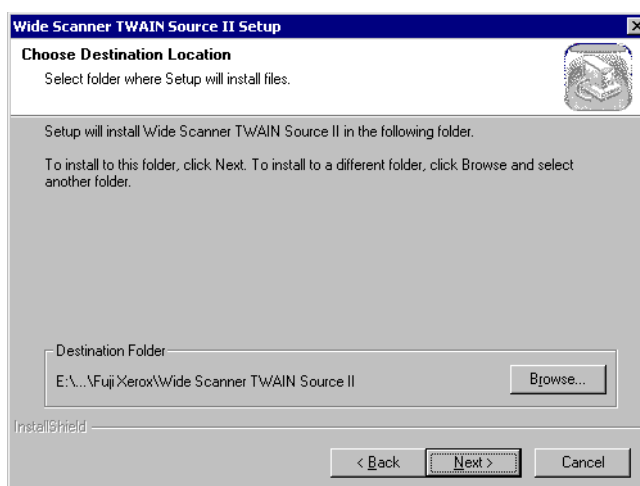 Wide Scanner TWAIN Source II Setup
Choose Destination Location
Select folder where Setup will install files.
Setup will install Wide Scanner TWAIN Source II in the following folder.
To install to this folder, click Next. To install to a different folder, click Browse and select
another folder.
Destination Folder
E:\...\Fuji Xerox\Wide Scanner TWAIN Source II
Browse...
InstallShield
< Back
Next >
Cancel